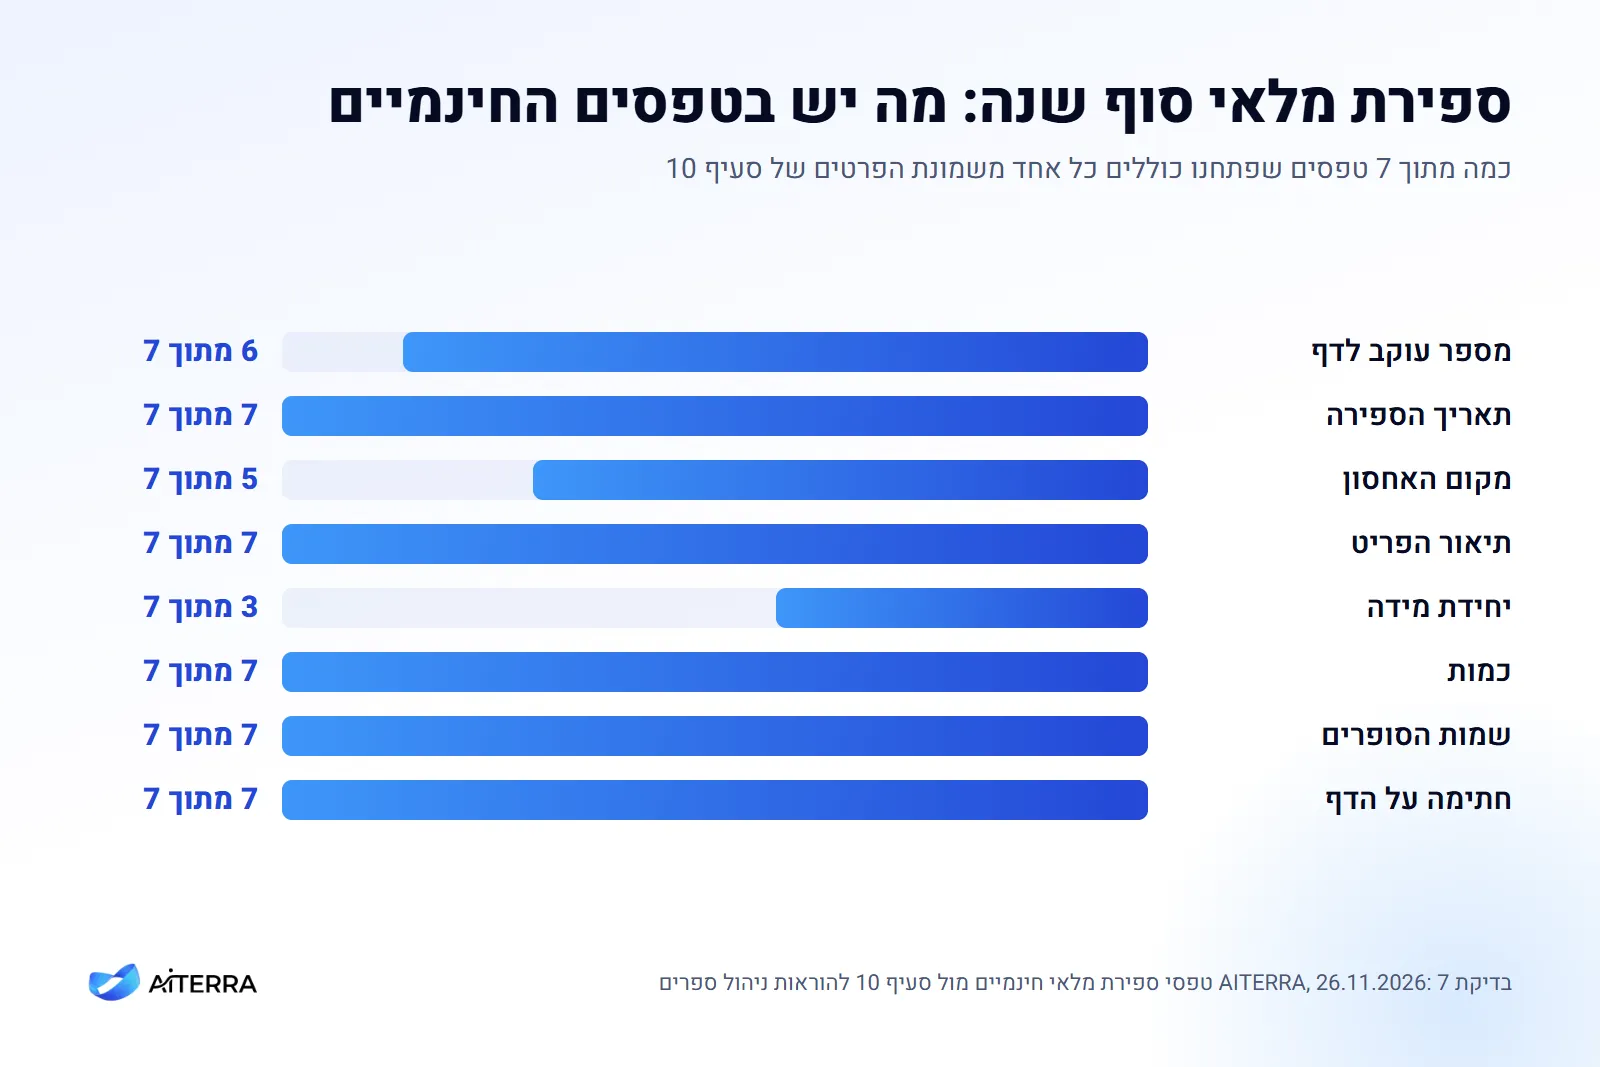 ספירת מלאי סוף שנה: מה יש בטפסים החינמיים
כמה מתוך 7 טפסים שפתחנו כוללים כל אחד משמונת הפרטים של סעיף 10
מספר עוקב לדף 6 מתוך 7
תאריך הספירה 7 מתוך 7
מקום האחסון 5 מתוך 7
תיאור הפריט 7 מתוך 7
יחידת מידה 3 מתוך 7
כמות 7 מתוך 7
שמות הסופרים 7 מתוך 7
חתימה על הדף 7 מתוך 7
בדיקת AITERRA, 26.11.2026: 7 טפסי ספירת מלאי חינמיים מול סעיף 10 להוראות ניהול ספרים
AITERRA